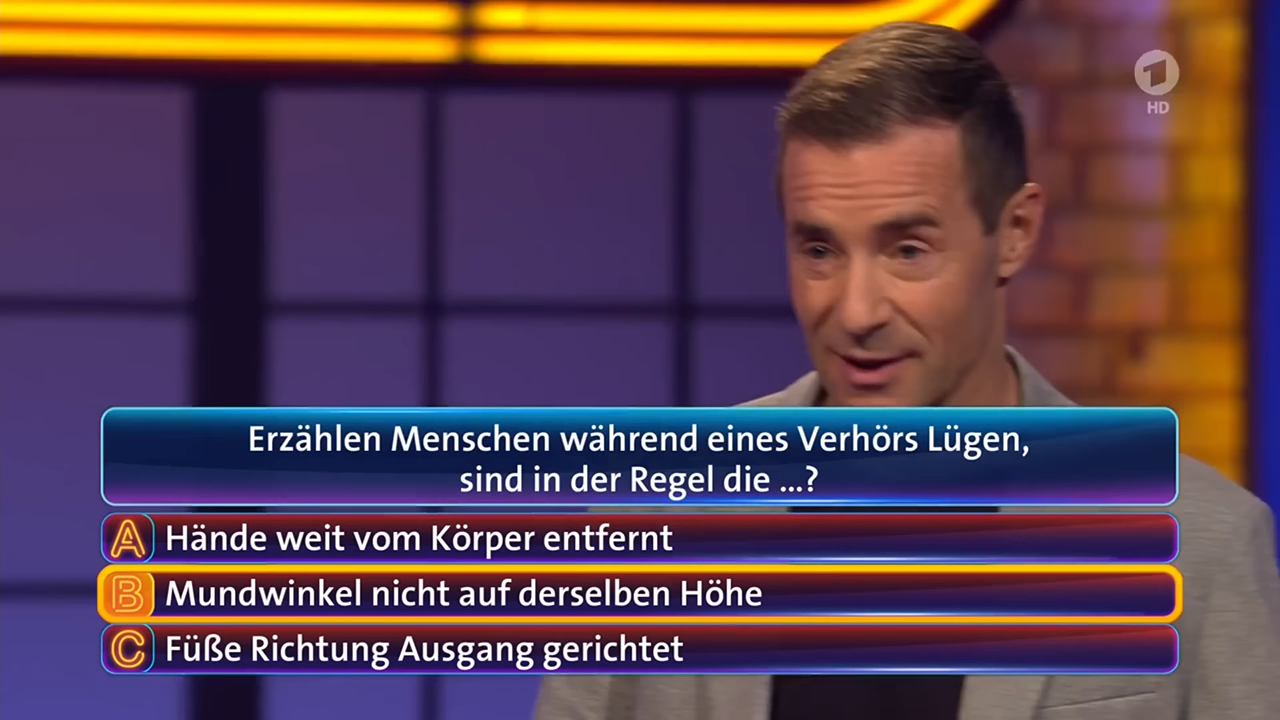 1
HD
Erzählen Menschen während eines Verhörs Lügen,
sind in der Regel die ...?
A Hände weit vom Körper entfernt
B Mundwinkel nicht auf derselben Höhe
C Füße Richtung Ausgang gerichtet